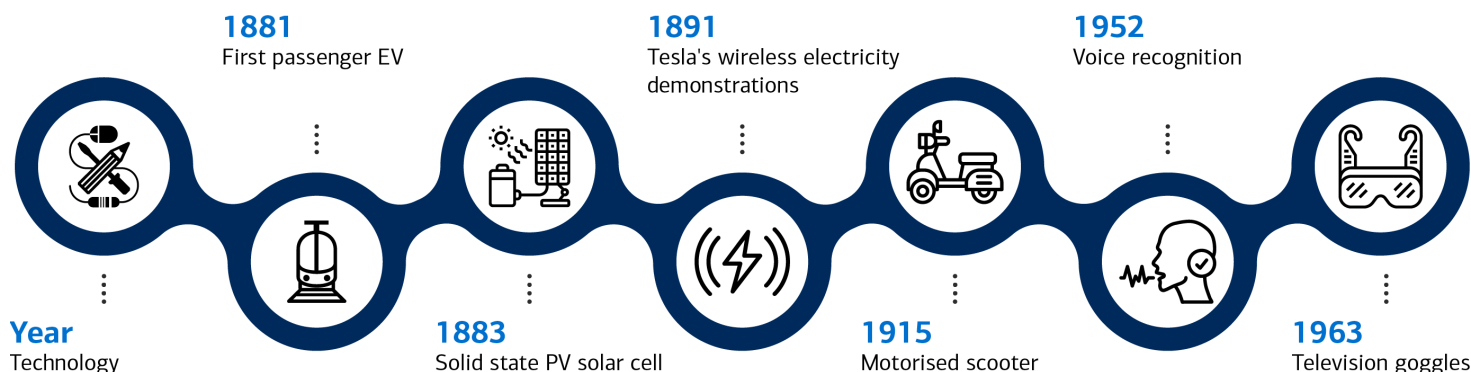 Year
Technology
1881
First passenger EV
1883
Solid state PV solar cell
1891
Tesla's wireless electricity
demonstrations
1915
Motorised scooter
1952
Voice recognition
1963
Television goggles